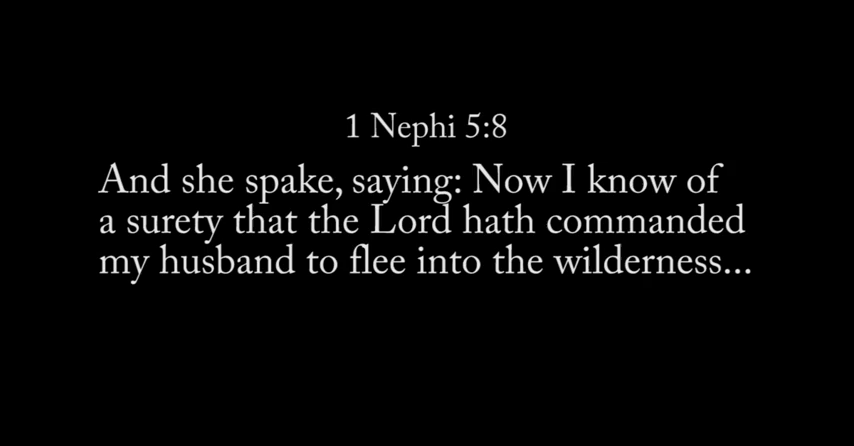 1 Nephi 5:8
And she spake, saying: Now I know of
a surety that the Lord hath commanded
my husband to flee into the wilderness...